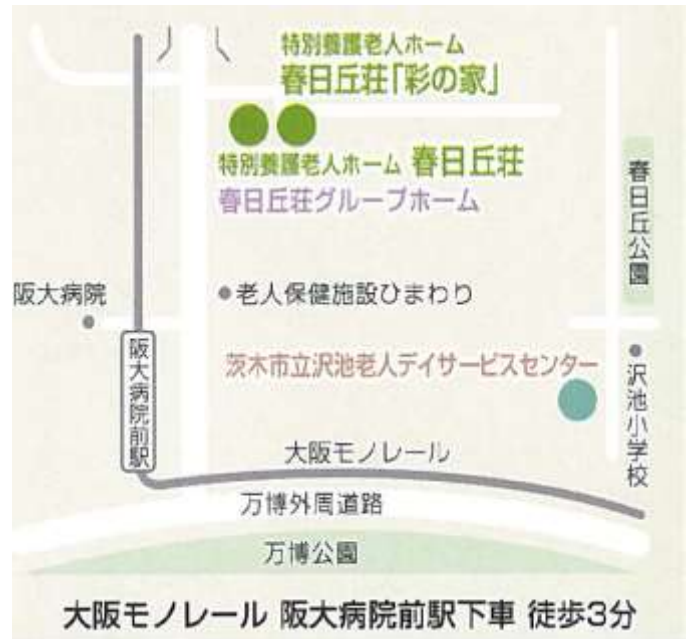 特別養護老人ホーム
春日丘荘「彩の家」
特別養護老人ホーム 春日丘荘
春日丘荘グループホーム
春日丘公園
阪大病院
老人保健施設ひまわり
阪大病院前駅
茨木市立沢池老人デイサービスセンター
沢池小学校
大阪モノレール
万博外周道路
万博公園
大阪モノレール 阪大病院前駅下車 徒歩3分